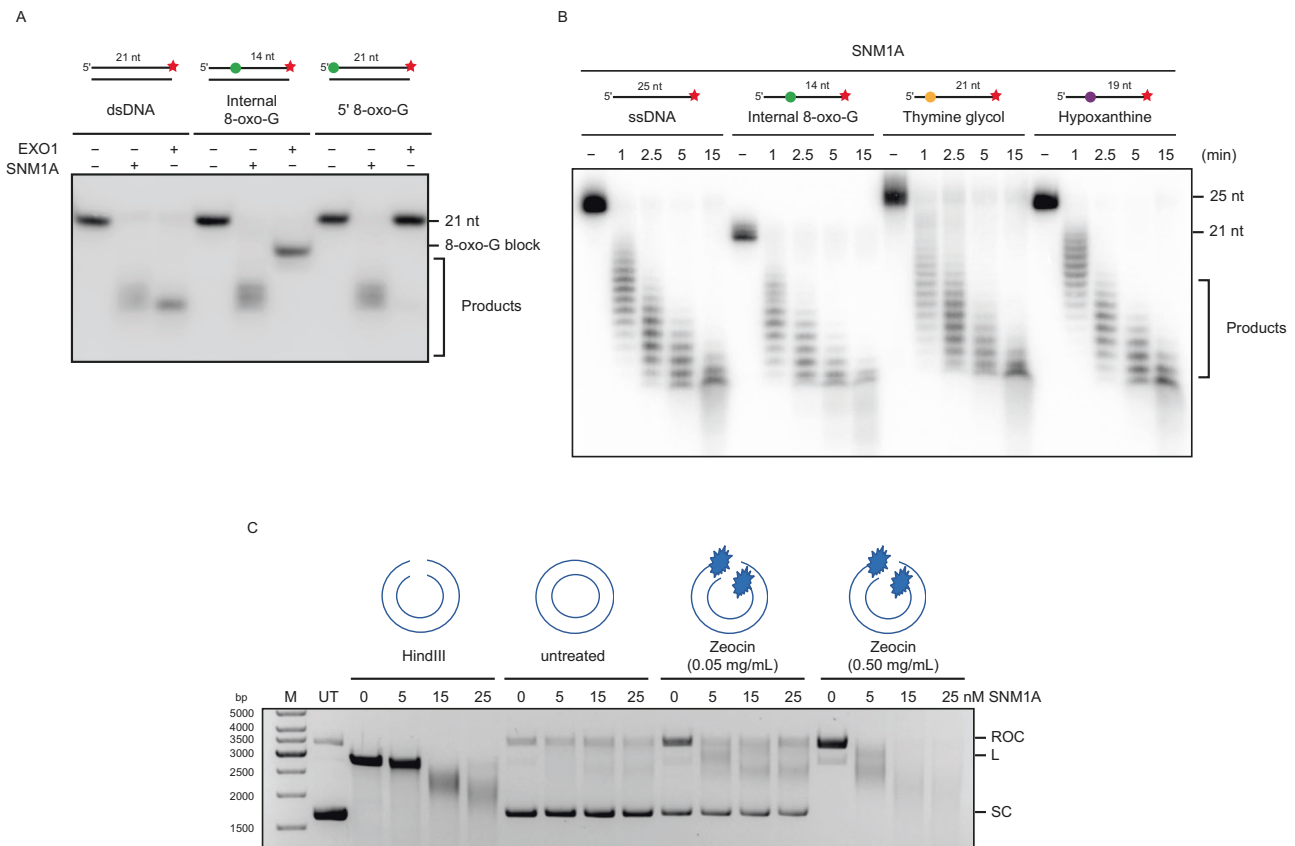 A
21 nt 14 nt 21 nt
5' 5' 5'
dsDNA Internal 8-oxo-G 5' 8-oxo-G
EXO1 – – + – – + – – +
SNM1A – + – – + – – + –
21 nt
8-oxo-G block
Products
B
SNM1A
25 nt 14 nt 21 nt 19 nt
5' 5' 5' 5'
ssDNA Internal 8-oxo-G Thymine glycol Hypoxanthine
– 1 2.5 5 15 – 1 2.5 5 15 – 1 2.5 5 15 – 1 2.5 5 15 (min)
25 nt
21 nt
Products
C
HindIII untreated Zeocin Zeocin
(0.05 mg/mL) (0.50 mg/mL)
bp M UT 0 5 15 25 0 5 15 25 0 5 15 25 0 5 15 25 nM SNM1A
5000
4000
3500 ROC
3000 L
2500
2000
SC
1500